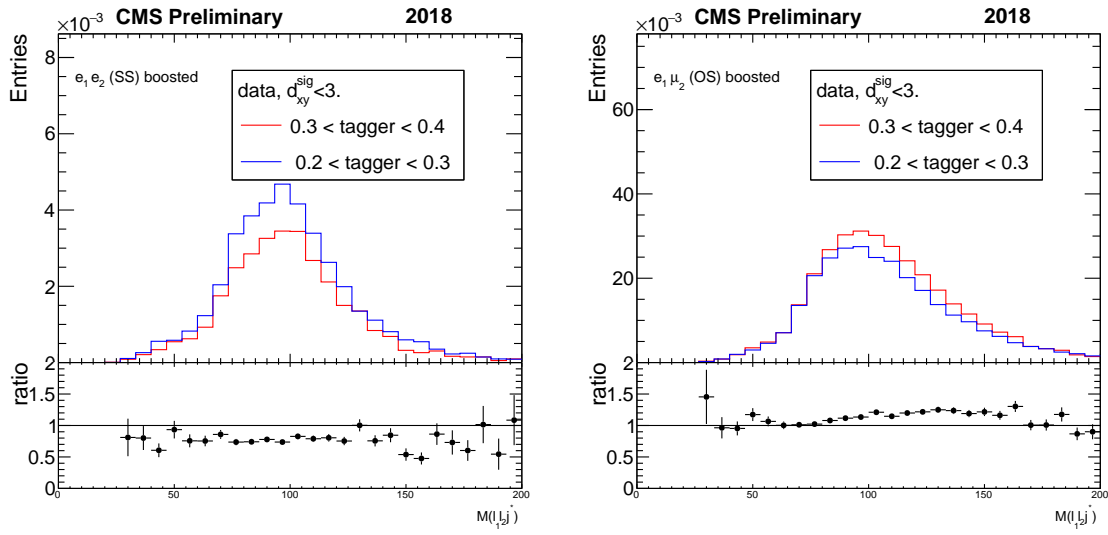 ×10⁻³ CMS Preliminary 2018
Entries
8
6
4
2
e₁ e₂ (SS) boosted
data, d_xy^sig<3.
0.3 < tagger < 0.4
0.2 < tagger < 0.3
ratio
2
1.5
1
0.5
0
0 50 100 150 200
×10⁻³ CMS Preliminary 2018
Entries
60
40
20
e₁ μ₂ (OS) boosted
data, d_xy^sig<3.
0.3 < tagger < 0.4
0.2 < tagger < 0.3
ratio
2
1.5
1
0.5
0
0 50 100 150 200